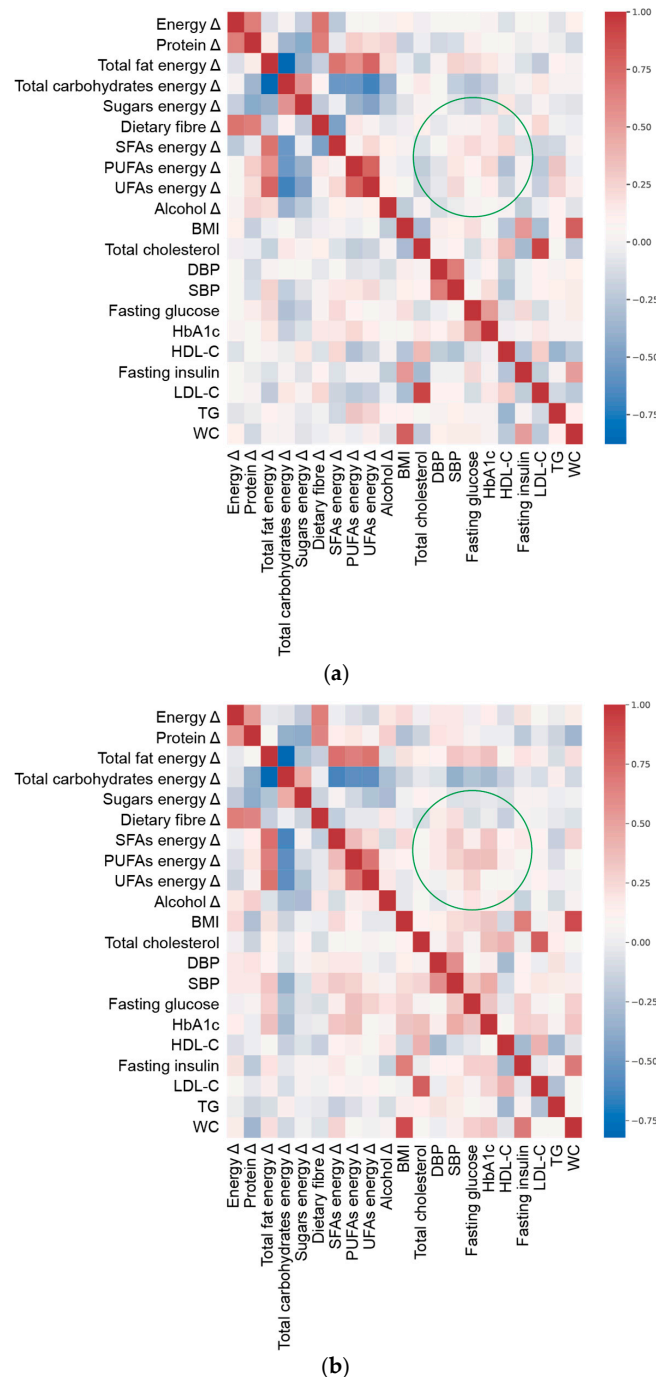 Energy Δ
Protein Δ
Total fat energy Δ
Total carbohydrates energy Δ
Sugars energy Δ
Dietary fibre Δ
SFAs energy Δ
PUFAs energy Δ
UFAs energy Δ
Alcohol Δ
BMI
Total cholesterol
DBP
SBP
Fasting glucose
HbA1c
HDL-C
Fasting insulin
LDL-C
TG
WC
1.00
0.75
0.50
0.25
0.00
−0.25
−0.50
−0.75
Energy Δ
Protein Δ
Total fat energy Δ
Total carbohydrates energy Δ
Sugars energy Δ
Dietary fibre Δ
SFAs energy Δ
PUFAs energy Δ
UFAs energy Δ
Alcohol Δ
BMI
Total cholesterol
DBP
SBP
Fasting glucose
HbA1c
HDL-C
Fasting insulin
LDL-C
TG
WC
(a)
Energy Δ
Protein Δ
Total fat energy Δ
Total carbohydrates energy Δ
Sugars energy Δ
Dietary fibre Δ
SFAs energy Δ
PUFAs energy Δ
UFAs energy Δ
Alcohol Δ
BMI
Total cholesterol
DBP
SBP
Fasting glucose
HbA1c
HDL-C
Fasting insulin
LDL-C
TG
WC
1.00
0.75
0.50
0.25
0.00
−0.25
−0.50
−0.75
Energy Δ
Protein Δ
Total fat energy Δ
Total carbohydrates energy Δ
Sugars energy Δ
Dietary fibre Δ
SFAs energy Δ
PUFAs energy Δ
UFAs energy Δ
Alcohol Δ
BMI
Total cholesterol
DBP
SBP
Fasting glucose
HbA1c
HDL-C
Fasting insulin
LDL-C
TG
WC
(b)